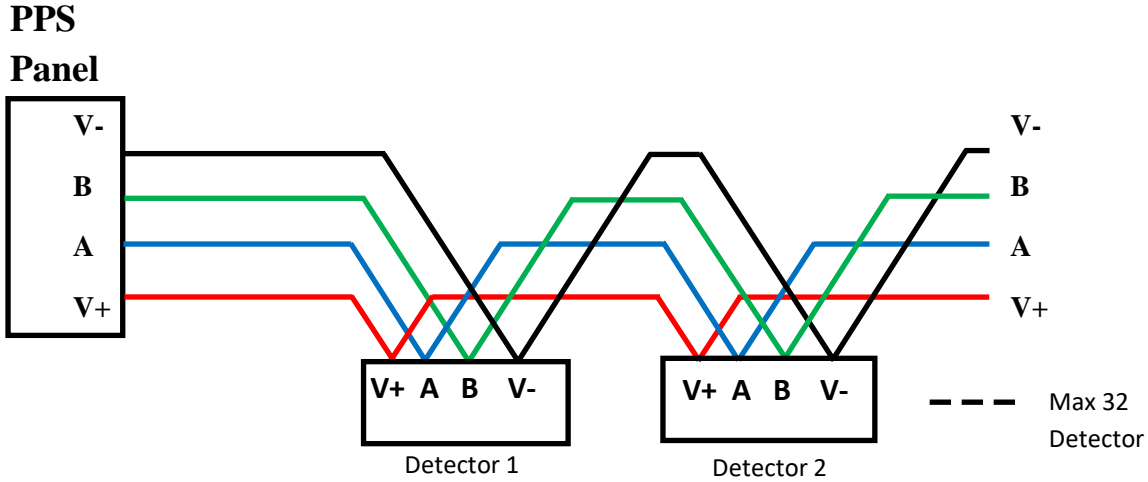 PPS
Panel
V-
B
A
V+
V-
B
A
V+
V+ A B V-
V+ A B V-
Max 32
Detector
Detector 1
Detector 2